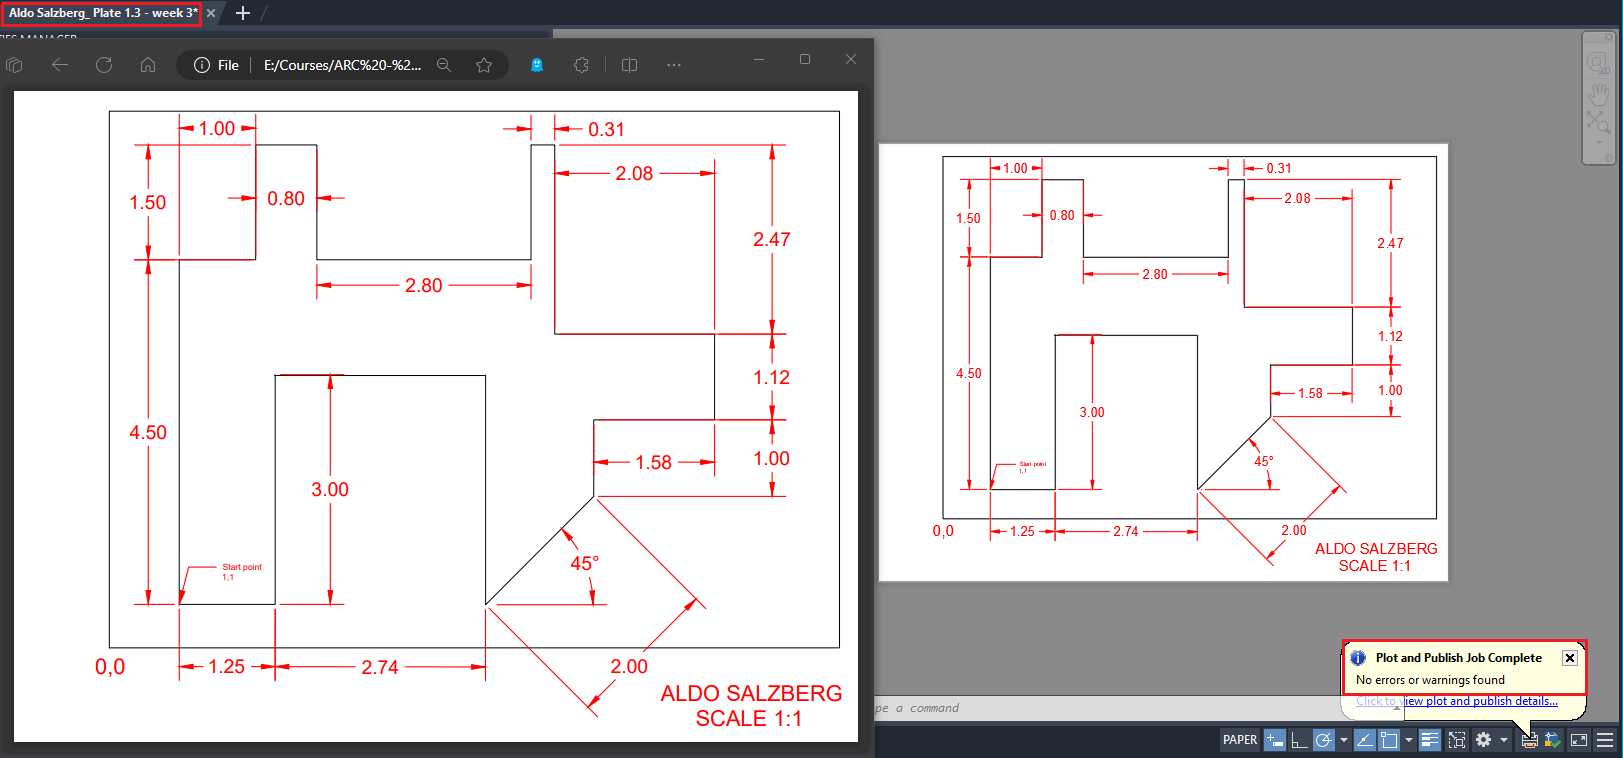 Aldo Salzberg_ Plate 1.3 - week 3*
File
E:/Courses/ARC%20-%2...
1.00
0.31
2.08
1.50
0.80
2.47
2.80
1.12
4.50
1.58
1.00
3.00
45°
Start point
1,1
0,0
1.25
2.74
2.00
ALDO SALZBERG
SCALE 1:1
1.00
0.31
2.08
1.50
0.80
2.47
2.80
1.12
4.50
1.58
1.00
3.00
45°
Start point
1,1
0,0
1.25
2.74
2.00
ALDO SALZBERG
SCALE 1:1
2D
Plot and Publish Job Complete
No errors or warnings found
Click to view plot and publish details...
pe a command
PAPER